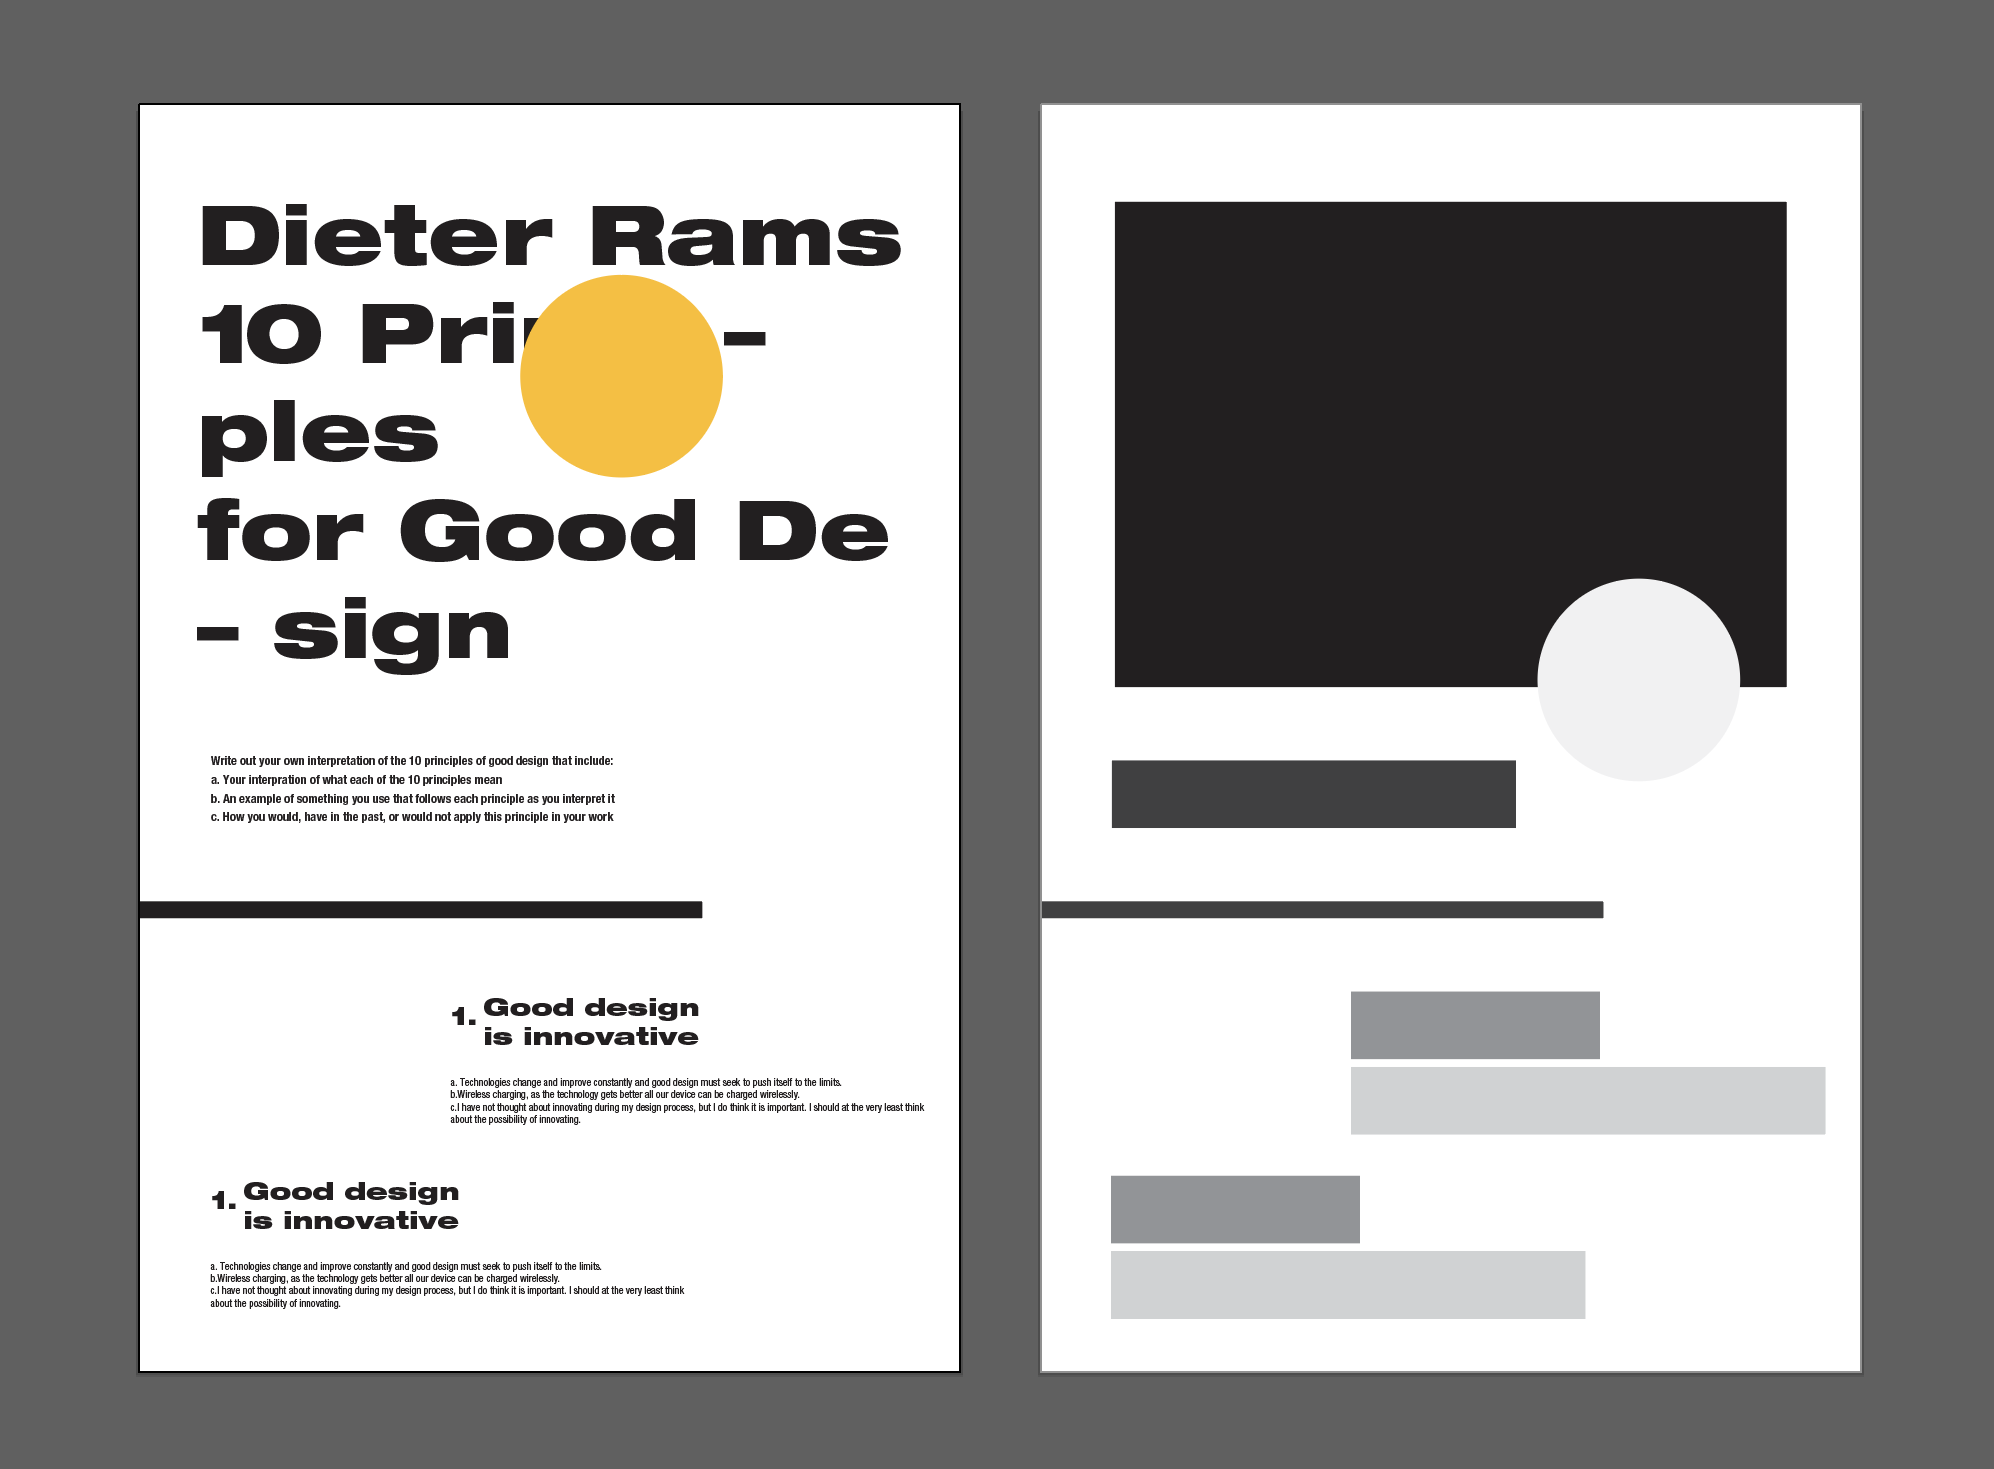 Dieter Rams
10 Pri -
ples
for Good De
- sign
Write out your own interpretation of the 10 principles of good design that include:
a. Your interpration of what each of the 10 principles mean
b. An example of something you use that follows each principle as you interpret it
c. How you would, have in the past, or would not apply this principle in your work
1. Good design
is innovative
a. Technologies change and improve constantly and good design must seek to push itself to the limits.
b.Wireless charging, as the technology gets better all our device can be charged wirelessly.
c.I have not thought about innovating during my design process, but I do think it is important. I should at the very least think
about the possibility of innovating.
1. Good design
is innovative
a. Technologies change and improve constantly and good design must seek to push itself to the limits.
b.Wireless charging, as the technology gets better all our device can be charged wirelessly.
c.I have not thought about innovating during my design process, but I do think it is important. I should at the very least think
about the possibility of innovating.